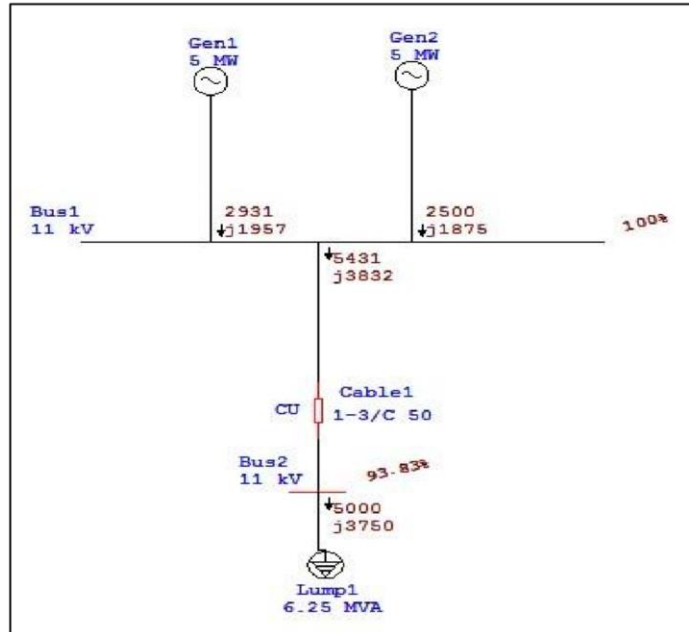 Gen1
5 MW
Gen2
5 MW
Bus1
11 kV
2931
j1957
2500
j1875
100%
5431
j3832
Cable1
CU
1-3/C 50
Bus2
11 kV
93.83%
5000
j3750
Lump1
6.25 MVA